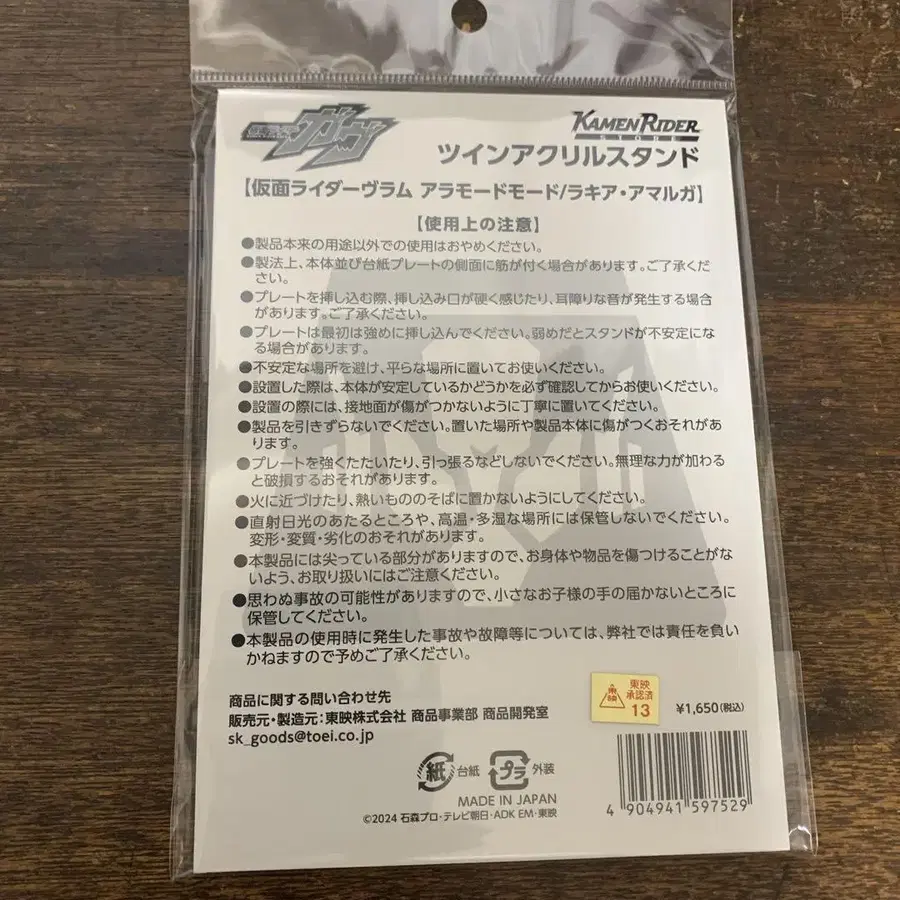 仮面ライダー ガヴ
KAMEN RIDER
STORE
ツインアクリルスタンド
【仮面ライダーヴラム アラモードモード/ラキア・アマルガ】
【使用上の注意】
●製品本来の用途以外での使用はおやめください。
●製法上、本体並び台紙プレートの側面に筋が付く場合があります。ご了承くだ
さい。
●プレートを挿し込む際、挿し込み口が硬く感じたり、耳障りな音が発生する場合
があります。ご了承ください。
●プレートは最初は強めに挿し込んでください。弱めだとスタンドが不安定にな
る場合があります。
●不安定な場所を避け、平らな場所に置いてお使いください。
●設置した際は、本体が安定しているかどうかを必ず確認してからお使いください。
●設置の際には、接地面が傷がつかないように丁寧に置いてください。
●製品を引きずらないでください。置いた場所や製品本体に傷がつくおそれがあ
ります。
●プレートを強くたたいたり、引っ張るなどしないでください。無理な力が加わる
と破損するおそれがあります。
●火に近づけたり、熱いもののそばに置かないようにしてください。
●直射日光のあたるところや、高温・多湿な場所には保管しないでください。
変形・変質・劣化のおそれがあります。
●本製品には尖っている部分がありますので、お身体や物品を傷つけることがな
いよう、お取り扱いにはご注意ください。
●思わぬ事故の可能性がありますので、小さなお子様の手の届かないところに
保管してください。
●本製品の使用時に発生した事故や故障等については、弊社では責任を負い
かねますので予めご了承ください。
商品に関する問い合わせ先
販売元・製造元:東映株式会社 商品事業部 商品開発室
sk_goods@toei.co.jp
東映
東映
承認済
13
¥1,650(税込)
紙 台紙 プラ 外装
MADE IN JAPAN
©2024 石森プロ・テレビ朝日・ADK EM・東映
4 904941 597529